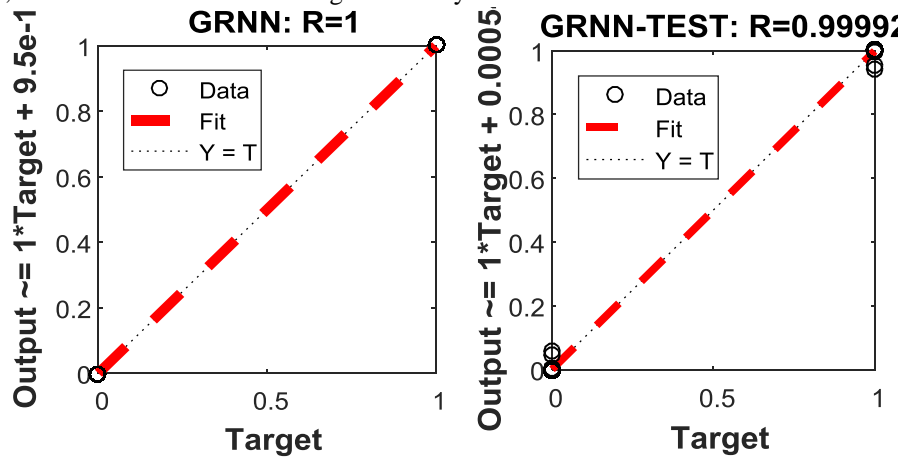 GRNN: R=1
Output ~= 1*Target + 9.5e-1
1
0.8
0.6
0.4
0.2
0
Data
Fit
Y = T
0
0.5
1
Target
GRNN-TEST: R=0.99992
Output ~= 1*Target + 0.0005
1
0.8
0.6
0.4
0.2
0
Data
Fit
Y = T
0
0.5
1
Target